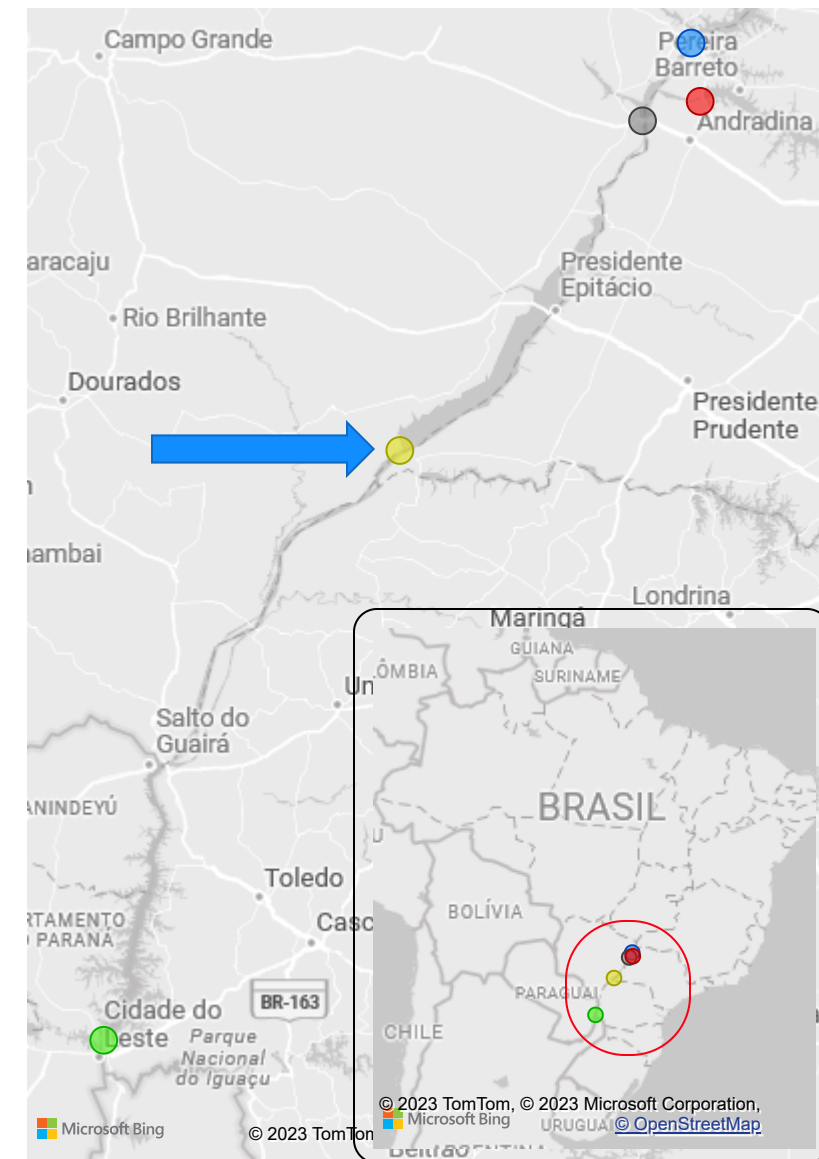 Campo Grande
Pereira
Barreto
Andradina
aracaju
Presidente
Epitácio
Rio Brilhante
Dourados
Presidente
Prudente
ambai
Londrina
Maringá
Salto do
Guairá
ANINDEYÚ
Toledo
RTAMENTO
PARANÁ
Casc
BR-163
Cidade do
Leste
Parque
Nacional
do Iguaçu
Microsoft Bing
© 2023 TomTom
GUIANA
ÔMBIA
SURINAME
BRASIL
BOLÍVIA
PARAGUAI
CHILE
© 2023 TomTom, © 2023 Microsoft Corporation,
Microsoft Bing
URUGUAI
© OpenStreetMap
Beltrão